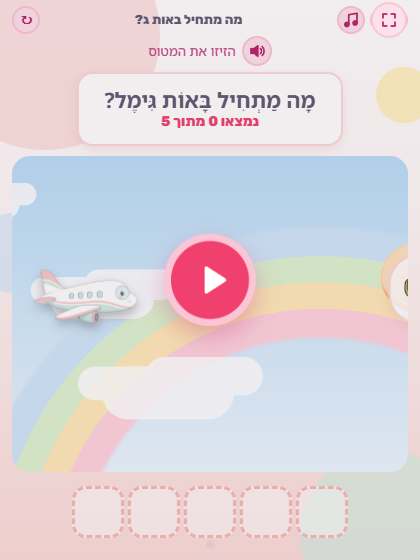 מה מתחיל באות ג?
הזיזו את המטוס
מָה מַתְחִיל בָּאוֹת גִּימֶל?
נמצאו 0 מתוך 5